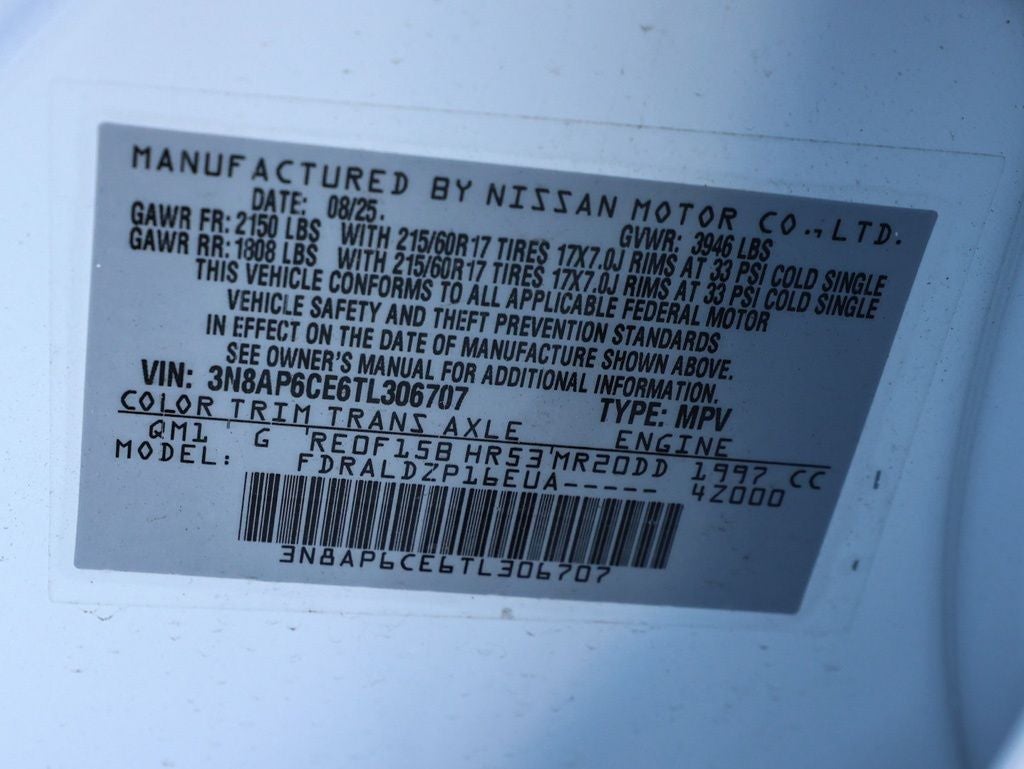 MANUFACTURED BY NISSAN MOTOR CO.,LTD.
DATE: 08/25. GVWR: 3946 LBS
GAWR FR: 2150 LBS WITH 215/60R17 TIRES 17X7.0J RIMS AT 33 PSI COLD SINGLE
GAWR RR: 1808 LBS WITH 215/60R17 TIRES 17X7.0J RIMS AT 33 PSI COLD SINGLE
THIS VEHICLE CONFORMS TO ALL APPLICABLE FEDERAL MOTOR
VEHICLE SAFETY AND THEFT PREVENTION STANDARDS
IN EFFECT ON THE DATE OF MANUFACTURE SHOWN ABOVE.
SEE OWNER'S MANUAL FOR ADDITIONAL INFORMATION.
VIN: 3N8AP6CE6TL306707 TYPE: MPV
COLOR TRIM TRANS AXLE ENGINE
QM1 G RE0F15B HR53 MR20DD 1997 CC
MODEL: FDRALDZP16EUA----- 4Z000
3N8AP6CE6TL306707